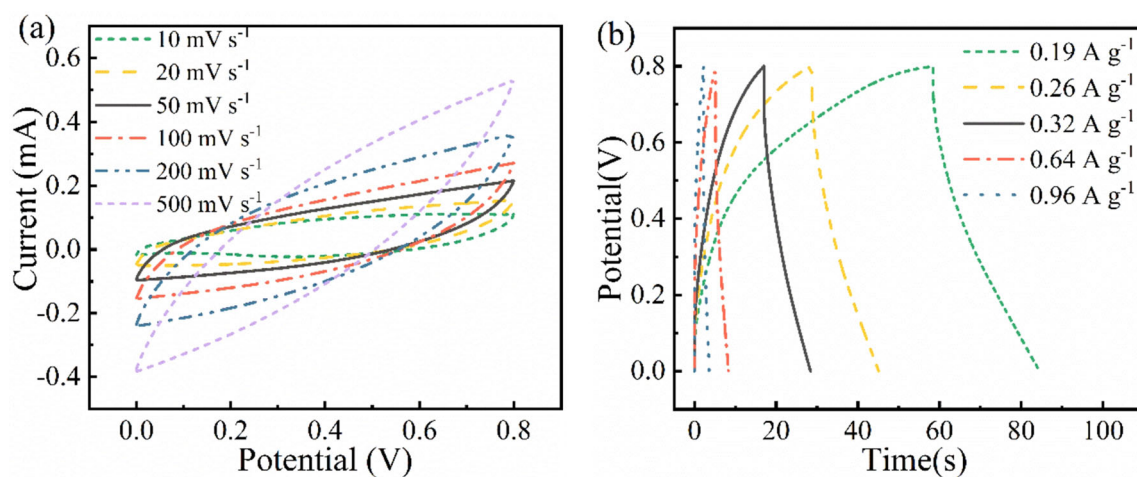 (a)
10 mV s⁻¹
20 mV s⁻¹
50 mV s⁻¹
100 mV s⁻¹
200 mV s⁻¹
500 mV s⁻¹
0.6
0.4
0.2
0.0
-0.2
-0.4
Current (mA)
0.0 0.2 0.4 0.6 0.8
Potential (V)
(b)
0.19 A g⁻¹
0.26 A g⁻¹
0.32 A g⁻¹
0.64 A g⁻¹
0.96 A g⁻¹
0.8
0.6
0.4
0.2
0.0
Potential(V)
0 20 40 60 80 100
Time(s)